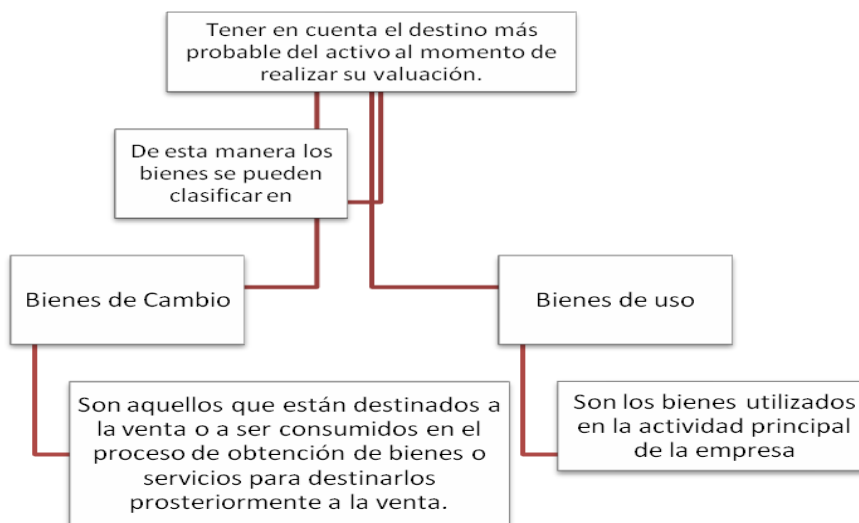 Tener en cuenta el destino más
probable del activo al momento de
realizar su valuación.
De esta manera los
bienes se pueden
clasificar en
Bienes de Cambio
Bienes de uso
Son aquellos que están destinados a
la venta o a ser consumidos en el
proceso de obtención de bienes o
servicios para destinarlos
prosteriormente a la venta.
Son los bienes utilizados
en la actividad principal
de la empresa